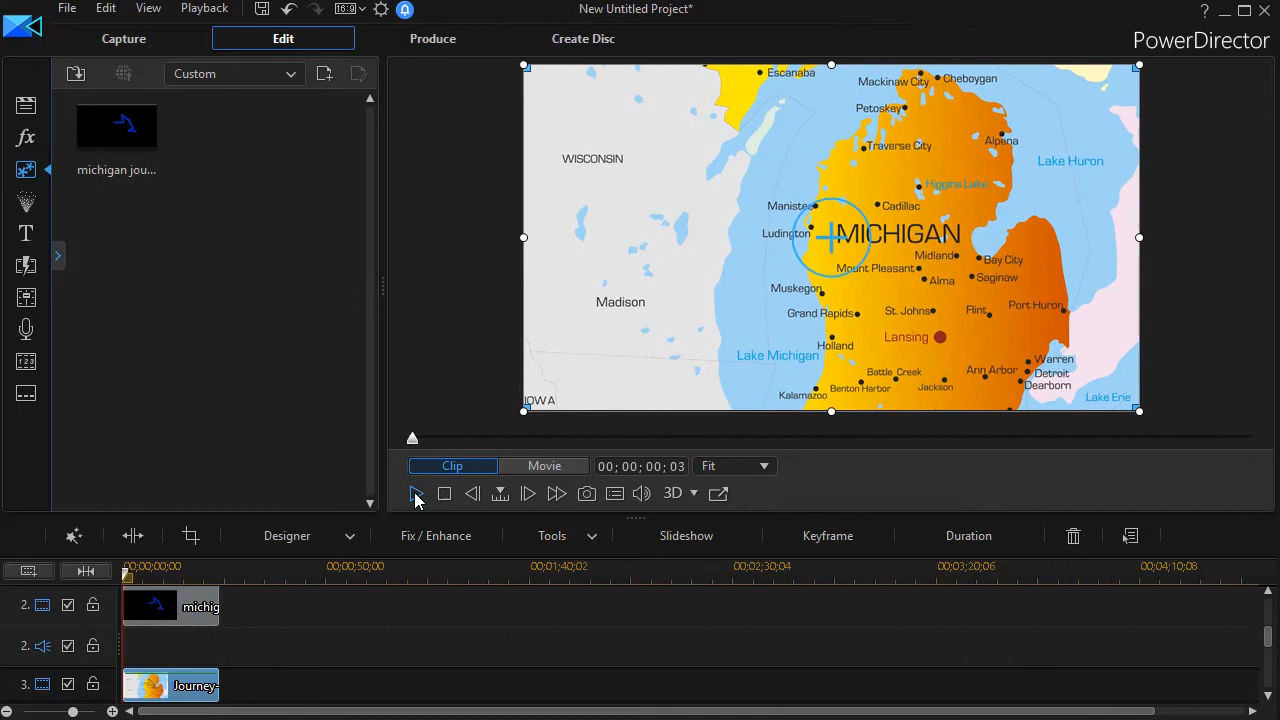 File Edit View Playback 16:9 New Untitled Project* ?
Capture Edit Produce Create Disc
PowerDirector
Custom
michigan jou...
fx
T
Escanaba
Mackinaw City
Cheboygan
Petoskey
Alpena
Traverse City
WISCONSIN
Lake Huron
Higgins Lake
Manistee
Cadillac
Ludington
MICHIGAN
Midland
Bay City
Mount Pleasant
Alma
Saginaw
Muskegon
Madison
Grand Rapids
St. Johns
Flint
Port Huron
Lansing
Holland
Lake Michigan
Warren
Battle Creek
Ann Arbor
Detroit
Benton Harbor
Jackson
Dearborn
Kalamazoo
Lake Erie
IOWA
Clip Movie 00; 00; 00; 03 Fit
3D
Designer Fix / Enhance Tools Slideshow Keyframe Duration
00;00;00;00 00;00;50;00 00;01;40;02 00;02;30;04 00;03;20;06 00;04;10;08
2. michig
2.
3. Journey-